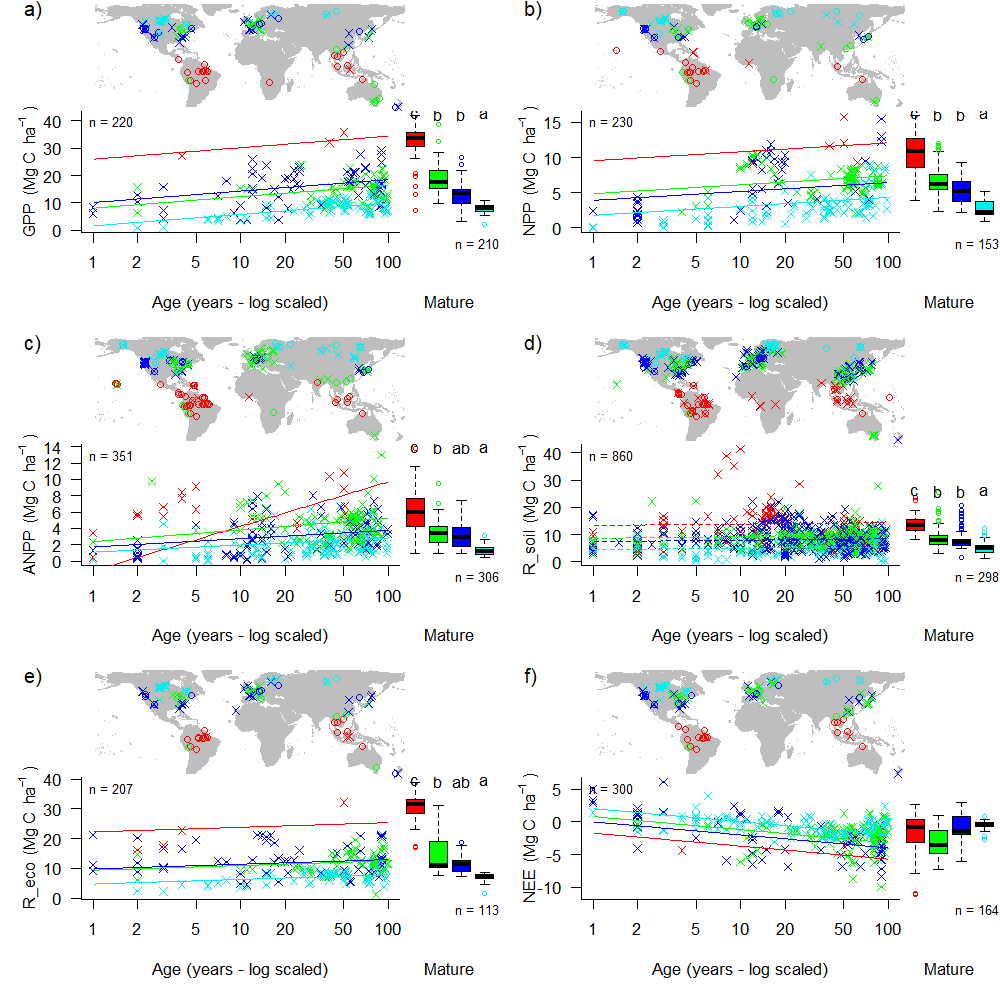 a)
n = 220
c b b a
GPP (Mg C ha⁻¹)
40
30
20
10
0
1 2 5 10 20 50 100
n = 210
Age (years - log scaled)
Mature
b)
n = 230
c b b a
NPP (Mg C ha⁻¹)
15
10
5
0
1 2 5 10 20 50 100
n = 153
Age (years - log scaled)
Mature
c)
n = 351
c b ab a
ANPP (Mg C ha⁻¹)
14
12
10
8
6
4
2
0
1 2 5 10 20 50 100
n = 306
Age (years - log scaled)
Mature
d)
n = 860
c b b a
R_soil (Mg C ha⁻¹)
40
30
20
10
0
1 2 5 10 20 50 100
n = 298
Age (years - log scaled)
Mature
e)
n = 207
c b ab a
R_eco (Mg C ha⁻¹)
40
30
20
10
0
1 2 5 10 20 50 100
n = 113
Age (years - log scaled)
Mature
f)
n = 300
NEE (Mg C ha⁻¹)
5
0
-5
-10
1 2 5 10 20 50 100
n = 164
Age (years - log scaled)
Mature